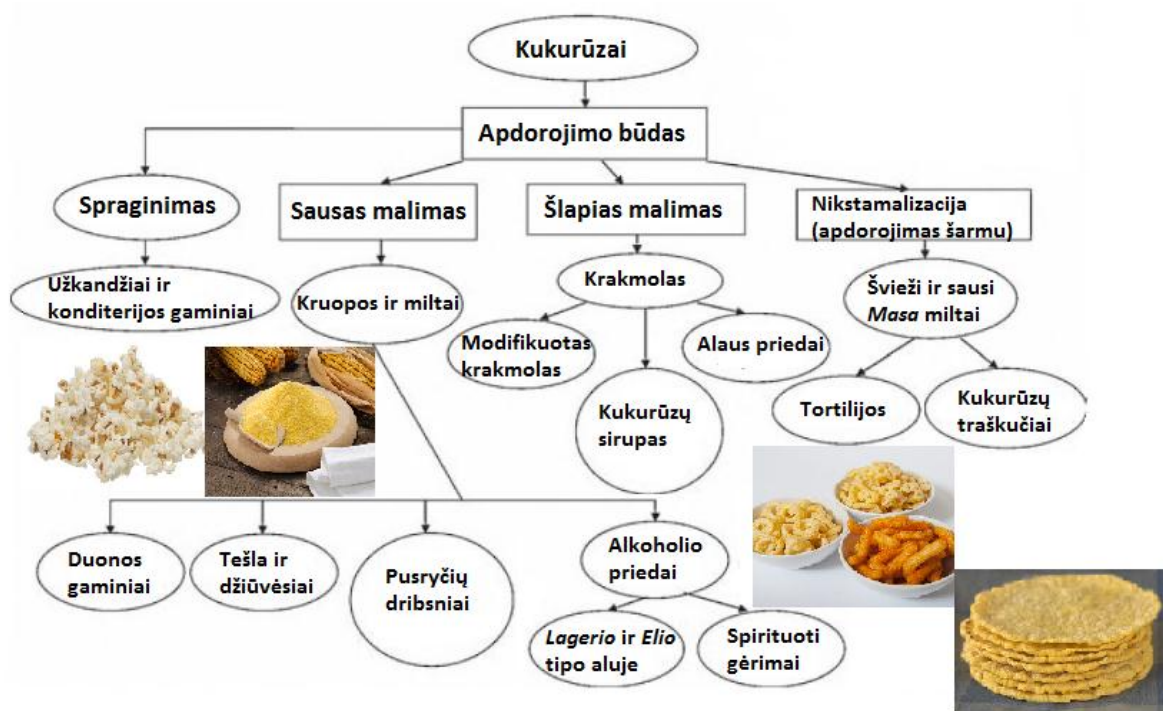 Kukurūzai
Apdorojimo būdas
Spraginimas
Sausas malimas
Šlapias malimas
Nikstamalizacija
(apdorojimas šarmu)
Užkandžiai ir
konditerijos gaminiai
Kruopos ir miltai
Krakmolas
Švieži ir sausi
Masa miltai
Modifikuotas
krakmolas
Alaus priedai
Kukurūzų
sirupas
Tortilijos
Kukurūzų
traškučiai
Duonos
gaminiai
Tešla ir
džiūvėsiai
Pusryčių
dribsniai
Alkoholio
priedai
Lagerio ir Elio
tipo aluje
Spirituoti
gėrimai